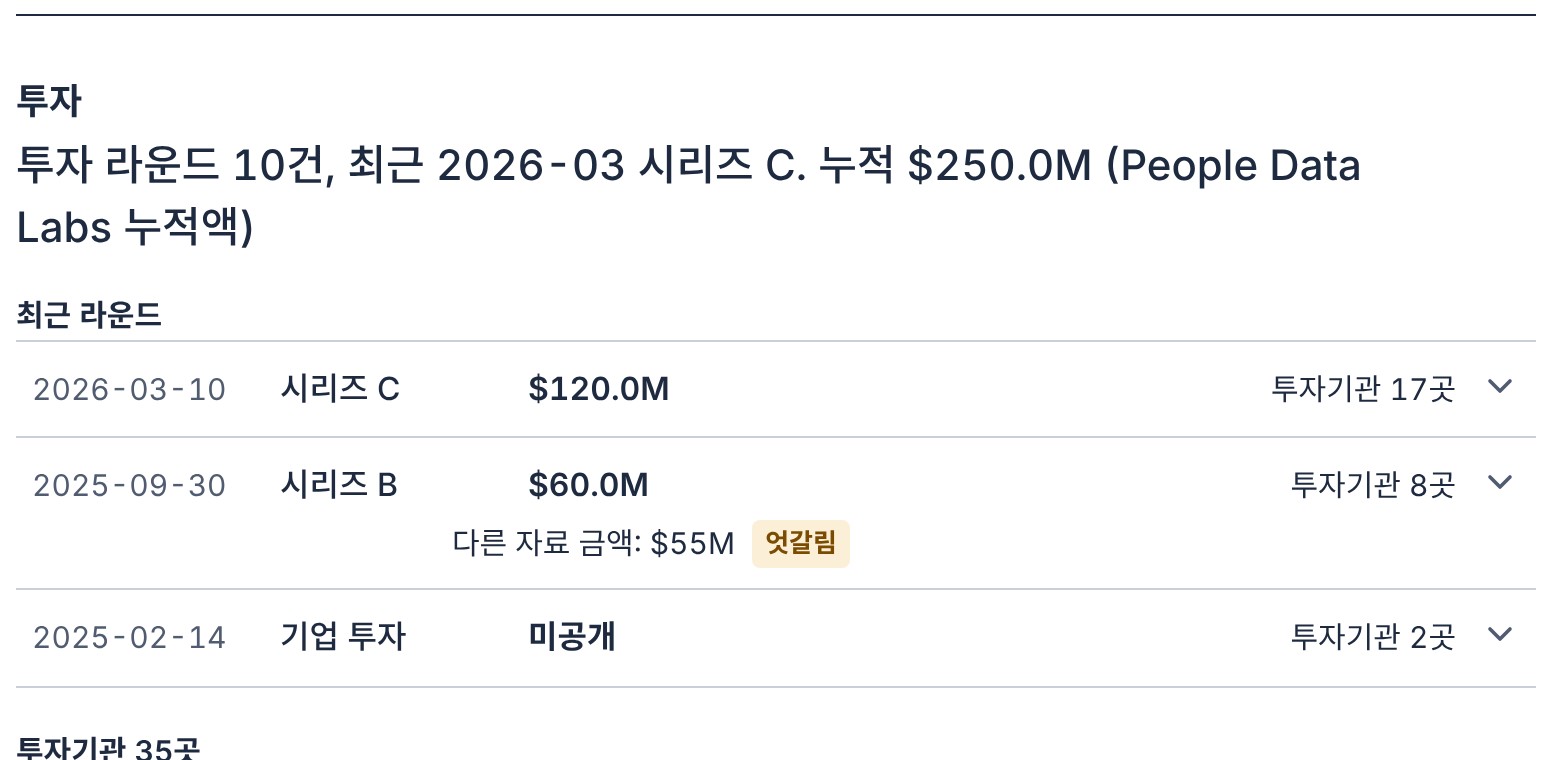 투자
투자 라운드 10건, 최근 2026-03 시리즈 C. 누적 $250.0M (People Data
Labs 누적액)
최근 라운드
2026-03-10 시리즈 C $120.0M 투자기관 17곳
2025-09-30 시리즈 B $60.0M 투자기관 8곳
다른 자료 금액: $55M 엇갈림
2025-02-14 기업 투자 미공개 투자기관 2곳
투자기관 35곳